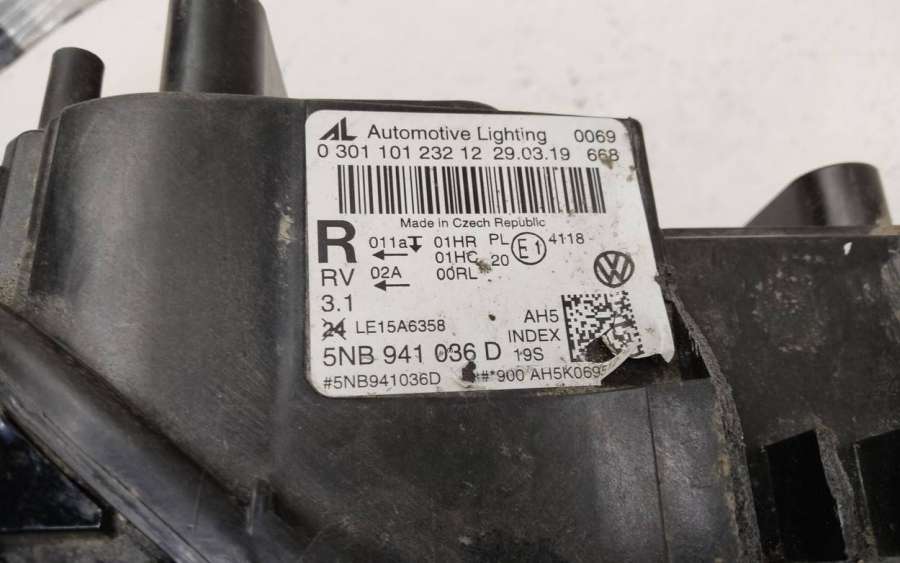 AL Automotive Lighting 0069
0 301 101 232 12 29.03.19 668
Made in Czech Republic
R 011a 01HR PL E1 4118
01HC 20
RV 02A 00RL
3.1
24 LE15A6358 AH5
INDEX
5NB 941 036 D 19S
#5NB941036D #*900 AH5K069